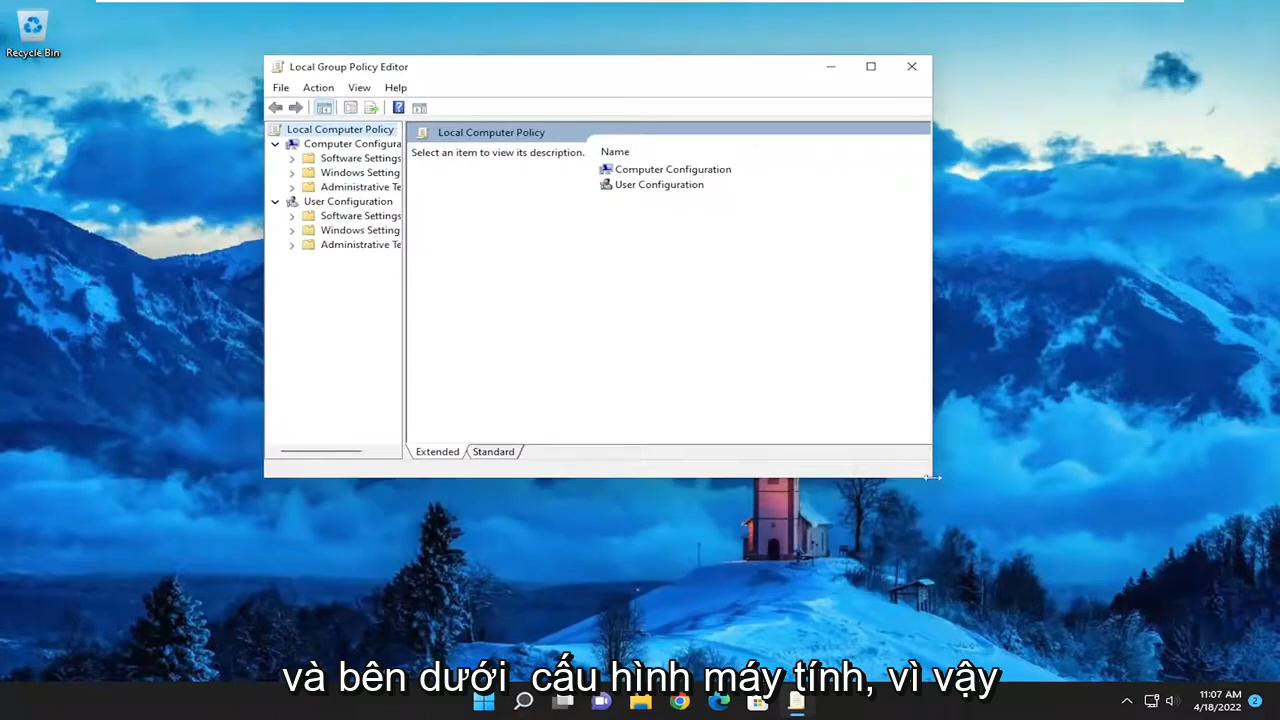 Recycle Bin
Local Group Policy Editor
File Action View Help
Local Computer Policy
Computer Configura
Software Settings
Windows Setting
Administrative Te
User Configuration
Software Settings
Windows Setting
Administrative Te
Local Computer Policy
Select an item to view its description.
Name
Computer Configuration
User Configuration
Extended Standard
và bên dưới cấu hình máy tính, vì vậy
11:07 AM
4/18/2022
2